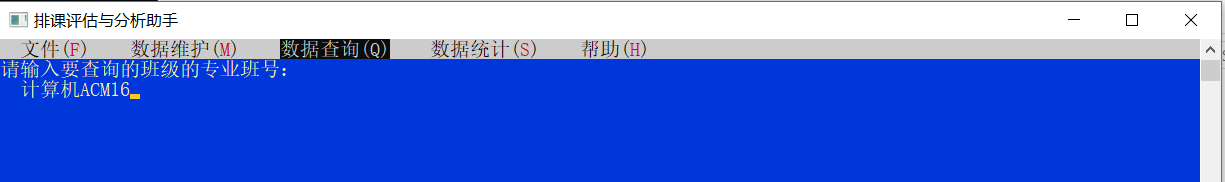 排课评估与分析助手
文件(F) 数据维护(M) 数据查询(Q) 数据统计(S) 帮助(H)
请输入要查询的班级的专业班号：
计算机ACM16